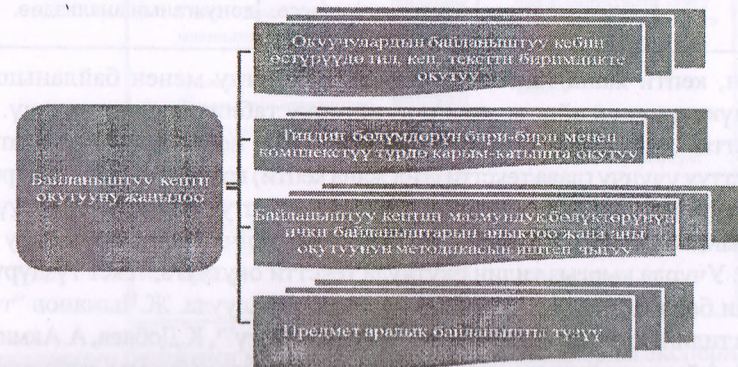 Окуучулардын байланыштуу кебин
өстүрүүдө тил, кеп, текстти биримдикте
окутуу
Тилдин бөлүмдөрүн бири-бири менен
комплекстүү түрдө карым-катышта окутуу
Байланыштуу кепти
окутууну жаңылоо
Байланыштуу кептин мазмундук бөлүктөрүнүн
ички байланыштарын аныктоо жана аны
окутуунун методикасын иштеп чыгуу
Предмет аралык байланышты түзүү